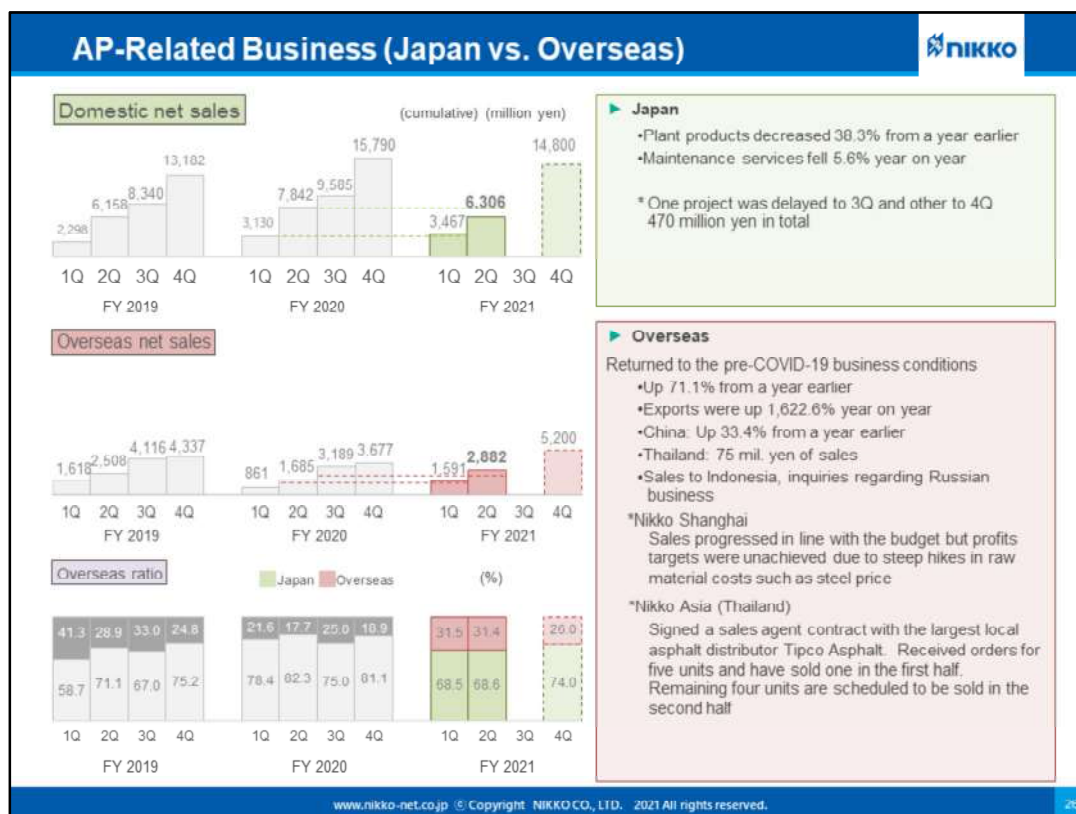 AP-Related Business (Japan vs. Overseas)
NIKKO
Domestic net sales
(cumulative) (million yen)
2,298
6,158
8,340
13,182
3,130
7,842
9,585
15,790
3,467
6,306
14,800
1Q 2Q 3Q 4Q
1Q 2Q 3Q 4Q
1Q 2Q 3Q 4Q
FY 2019
FY 2020
FY 2021
Overseas net sales
1,618
2,508
4,116
4,337
861
1,685
3,189
3,677
1,591
2,882
5,200
1Q 2Q 3Q 4Q
1Q 2Q 3Q 4Q
1Q 2Q 3Q 4Q
FY 2019
FY 2020
FY 2021
Overseas ratio
Japan
Overseas
(%)
41.3 28.9 33.0 24.8
21.6 17.7 25.0 18.9
31.5 31.4 26.0
58.7 71.1 67.0 75.2
78.4 82.3 75.0 81.1
68.5 68.6 74.0
1Q 2Q 3Q 4Q
1Q 2Q 3Q 4Q
1Q 2Q 3Q 4Q
FY 2019
FY 2020
FY 2021
Japan
•Plant products decreased 38.3% from a year earlier
•Maintenance services fell 5.6% year on year
* One project was delayed to 3Q and other to 4Q
470 million yen in total
Overseas
Returned to the pre-COVID-19 business conditions
•Up 71.1% from a year earlier
•Exports were up 1,622.6% year on year
•China: Up 33.4% from a year earlier
•Thailand: 75 mil. yen of sales
•Sales to Indonesia, inquiries regarding Russian
business
*Nikko Shanghai
Sales progressed in line with the budget but profits
targets were unachieved due to steep hikes in raw
material costs such as steel price
*Nikko Asia (Thailand)
Signed a sales agent contract with the largest local
asphalt distributor Tipco Asphalt. Received orders for
five units and have sold one in the first half.
Remaining four units are scheduled to be sold in the
second half
www.nikko-net.co.jp © Copyright NIKKO CO., LTD. 2021 All rights reserved.
26